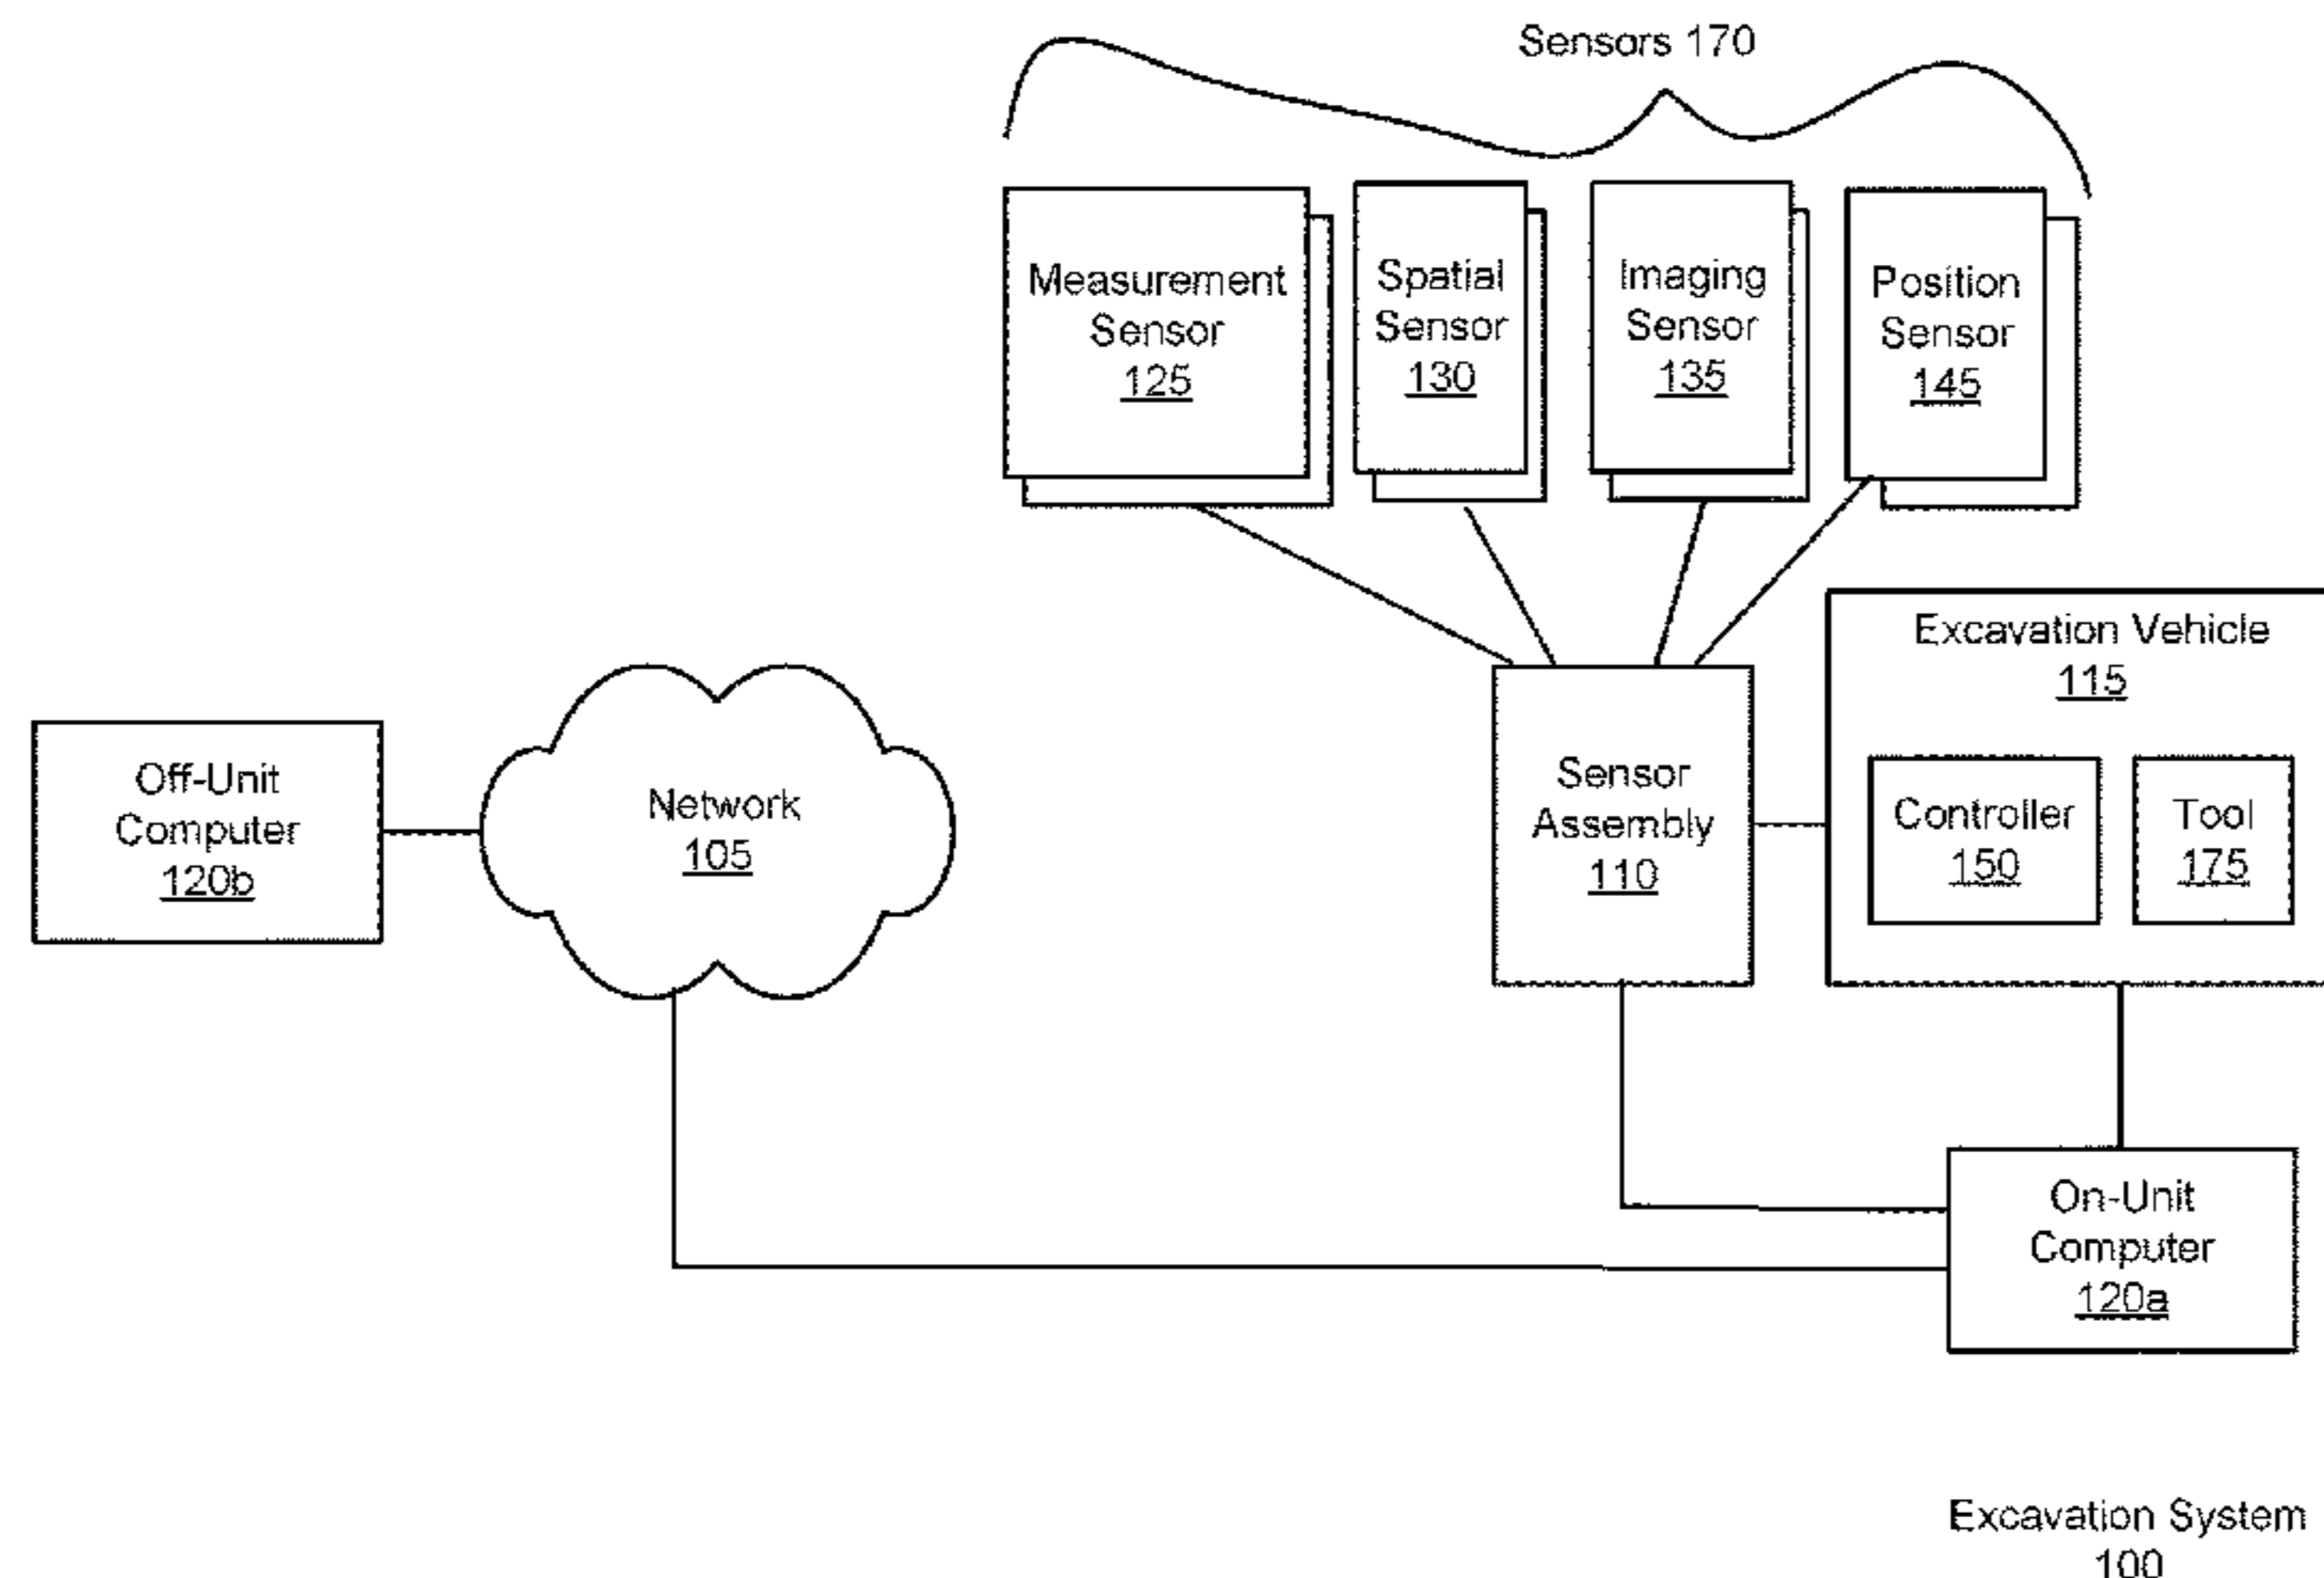 Sensors 170
Measurement
Sensor
125
Spatial
Sensor
130
Imaging
Sensor
135
Position
Sensor
145
Excavation Vehicle
115
Controller
150
Tool
175
Sensor
Assembly
110
Network
105
Off-Unit
Computer
120b
On-Unit
Computer
120a
Excavation System
100